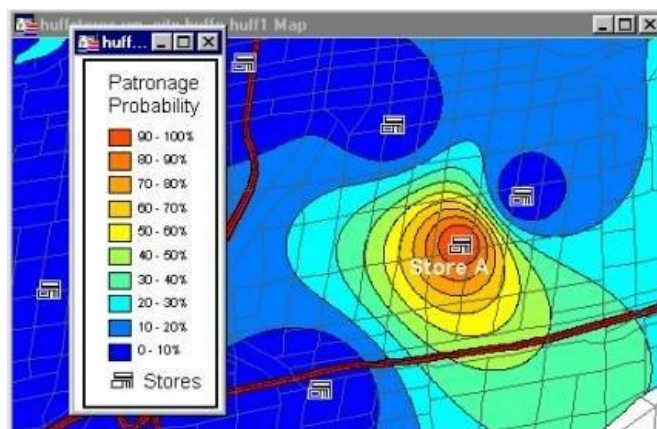 huff1 Map
huff...
Patronage
Probability
90 - 100%
80 - 90%
70 - 80%
60 - 70%
50 - 60%
40 - 50%
30 - 40%
20 - 30%
10 - 20%
0 - 10%
Stores
Store A